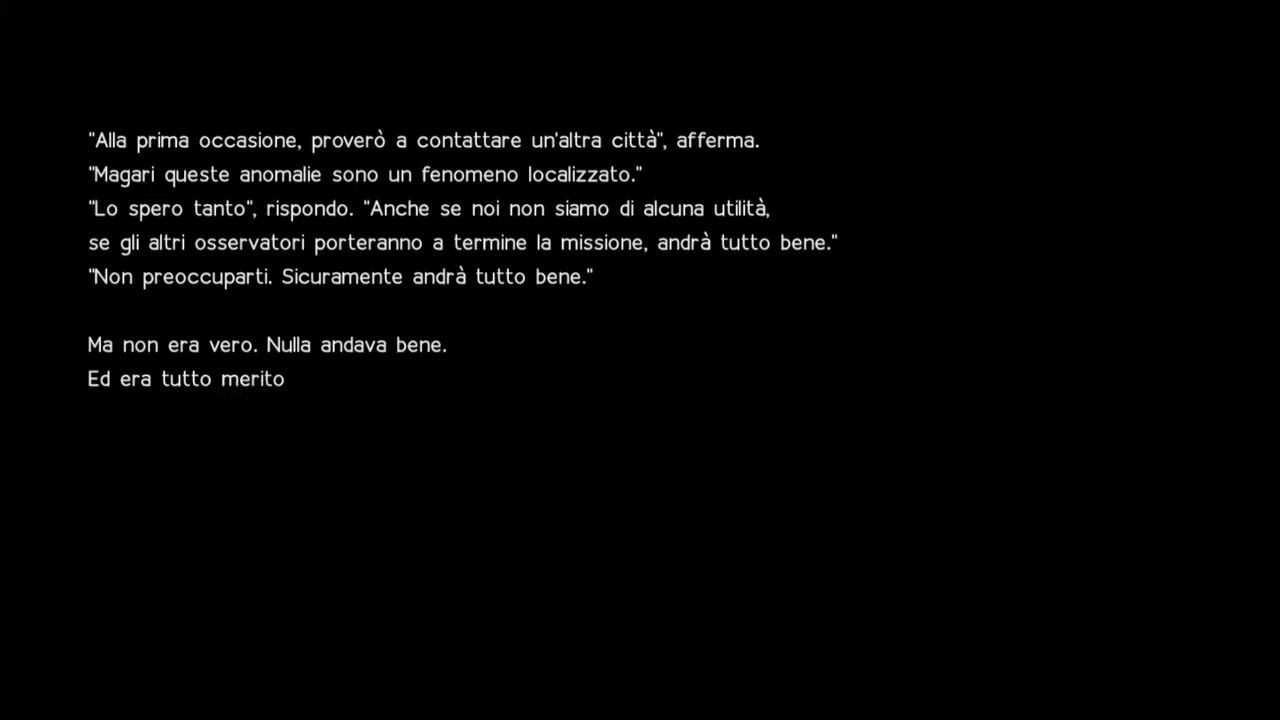 "Alla prima occasione, proverò a contattare un'altra città", afferma.
"Magari queste anomalie sono un fenomeno localizzato."
"Lo spero tanto", rispondo. "Anche se noi non siamo di alcuna utilità,
se gli altri osservatori porteranno a termine la missione, andrà tutto bene."
"Non preoccuparti. Sicuramente andrà tutto bene."
Ma non era vero. Nulla andava bene.
Ed era tutto merito